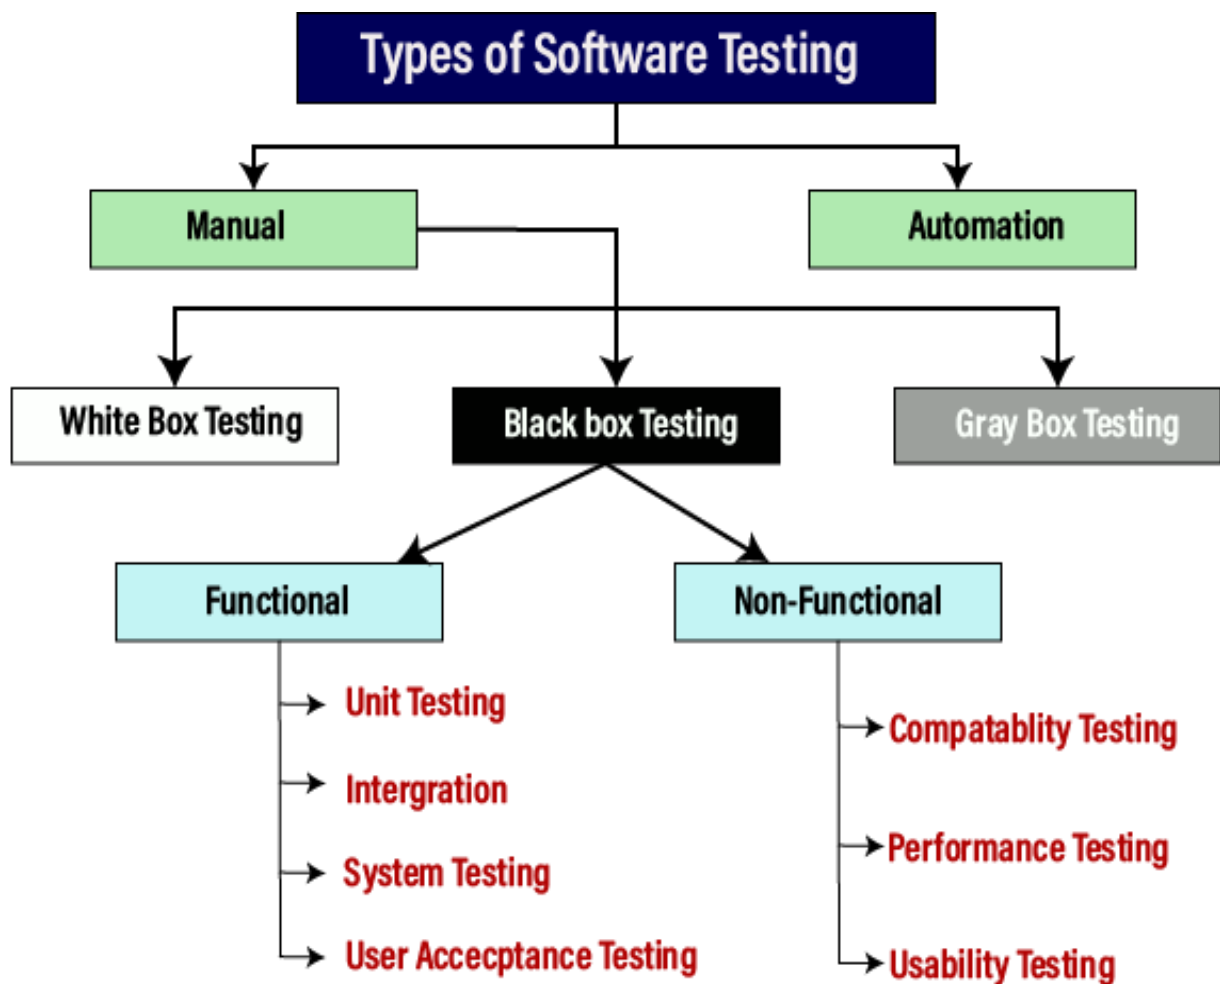 Types of Software Testing
Manual
Automation
White Box Testing
Black box Testing
Gray Box Testing
Functional
Non-Functional
Unit Testing
Intergration
System Testing
User Accecptance Testing
Compatablity Testing
Performance Testing
Usability Testing